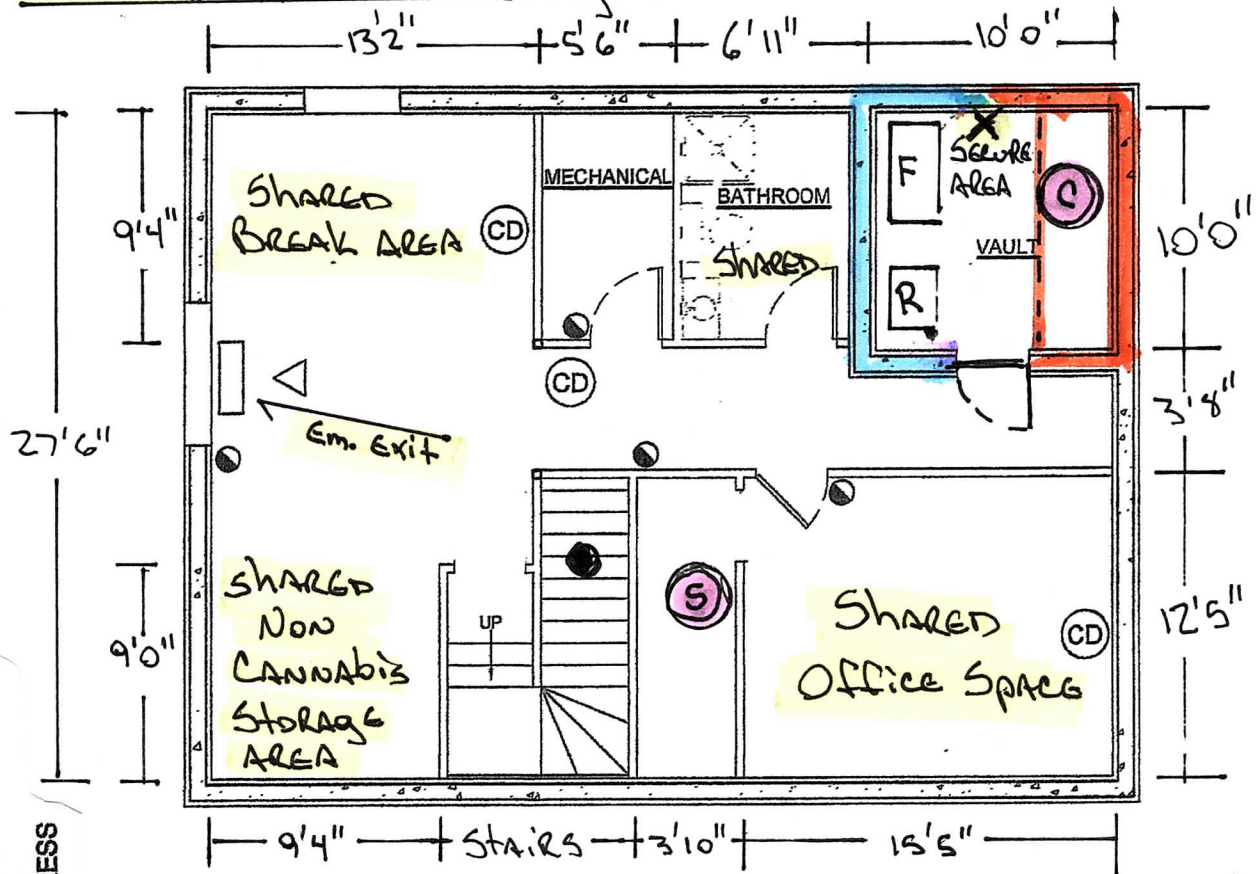 13'2"
5'6"
6'11"
10'0"
9'4"
27'6"
9'0"
SHARED
BREAK AREA
CD
MECHANICAL
BATHROOM
SHARED
F
SECURE
AREA
C
VAULT
R
10'0"
3'8"
12'5"
CD
Em. Exit
SHARED
NON
CANNAbis
STORAGE
AREA
UP
S
SHARED
Office SPACE
CD
ESS
9'4"
STAIRS
3'10"
15'5"